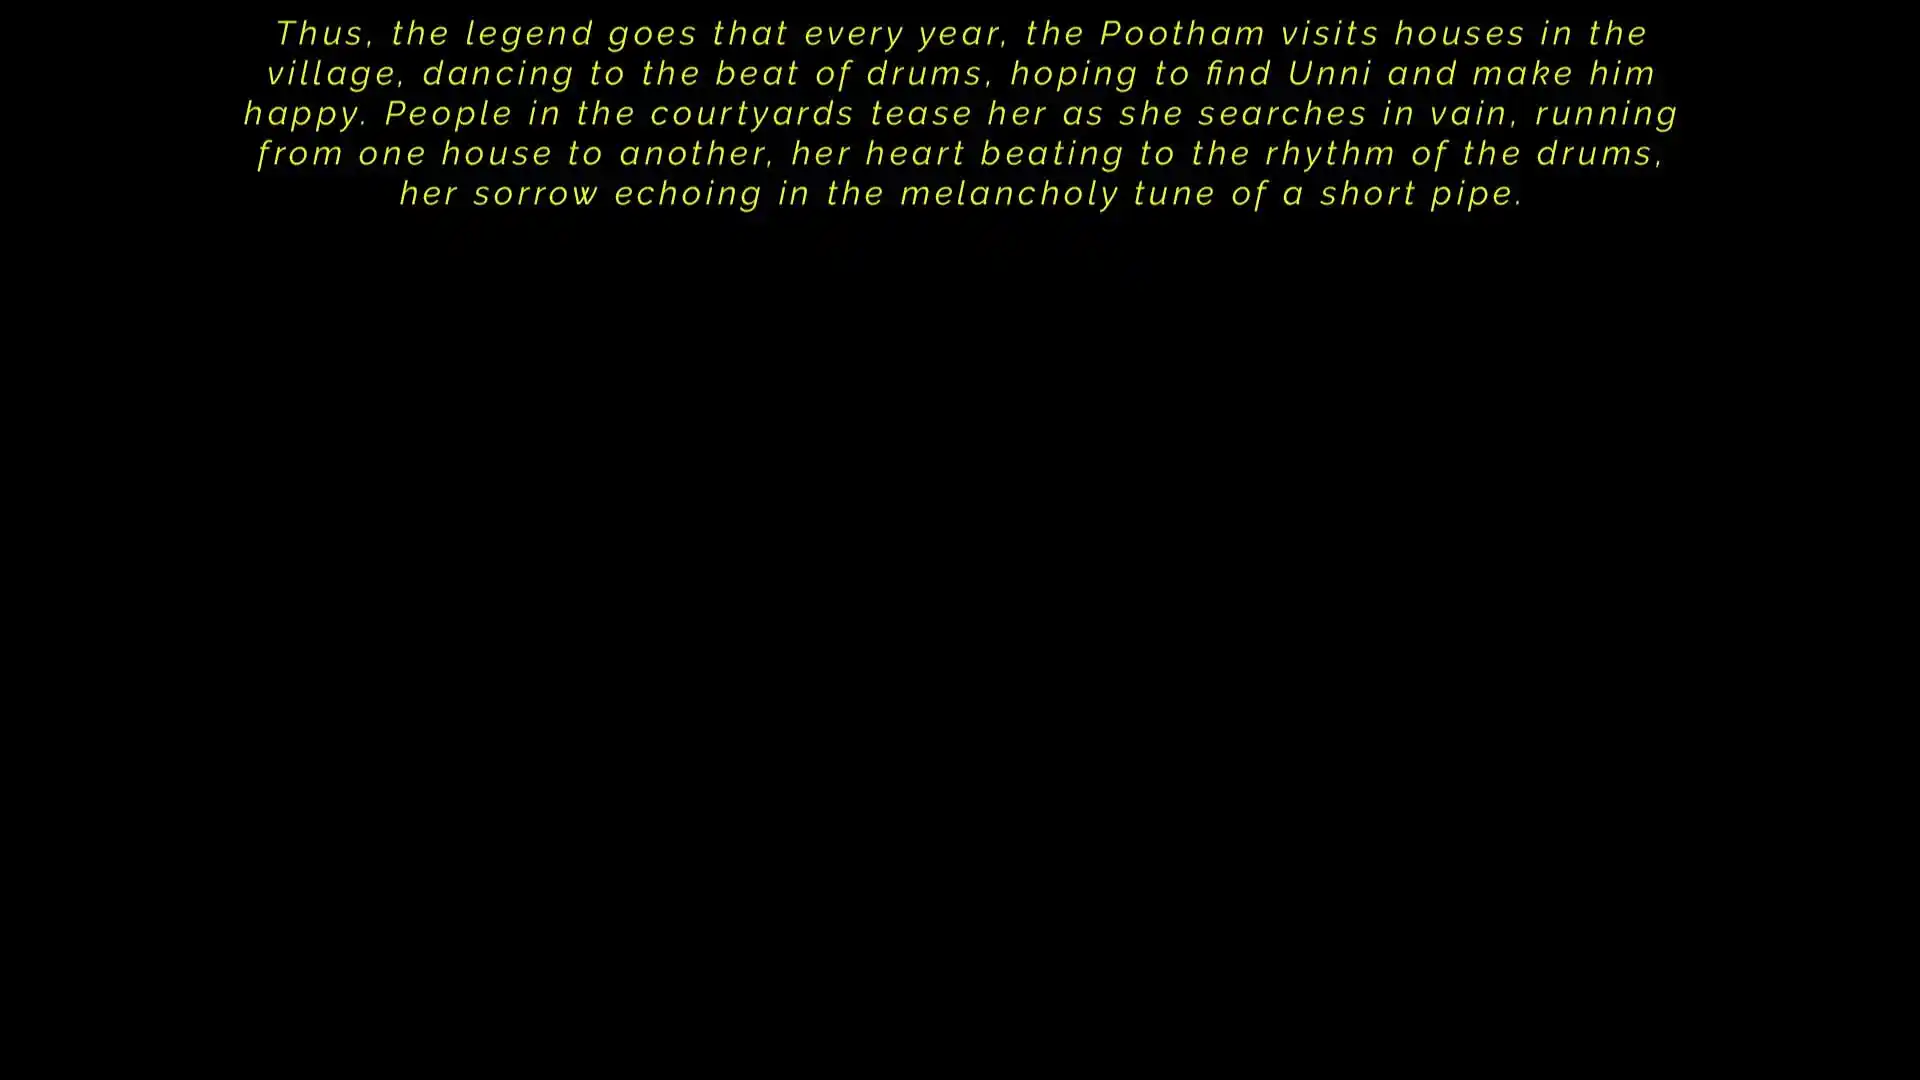 Thus, the legend goes that every year, the Pootham visits houses in the
village, dancing to the beat of drums, hoping to find Unni and make him
happy. People in the courtyards tease her as she searches in vain, running
from one house to another, her heart beating to the rhythm of the drums,
her sorrow echoing in the melancholy tune of a short pipe.